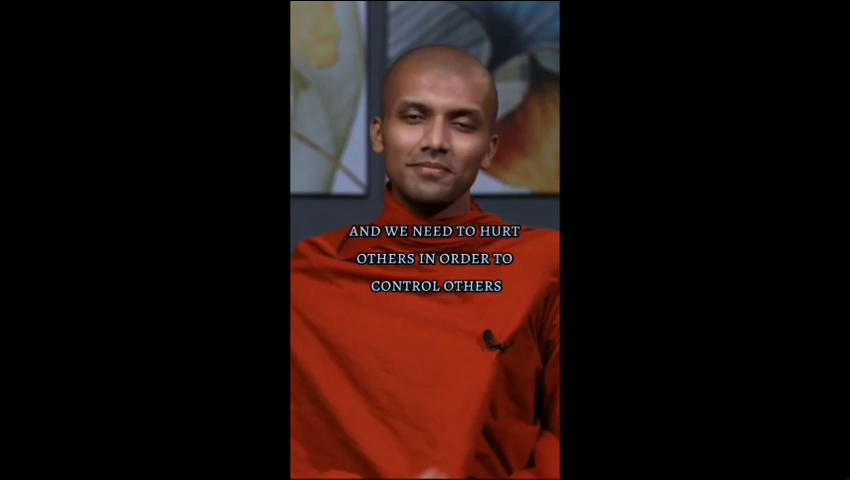 AND WE NEED TO HURT
OTHERS IN ORDER TO
CONTROL OTHERS